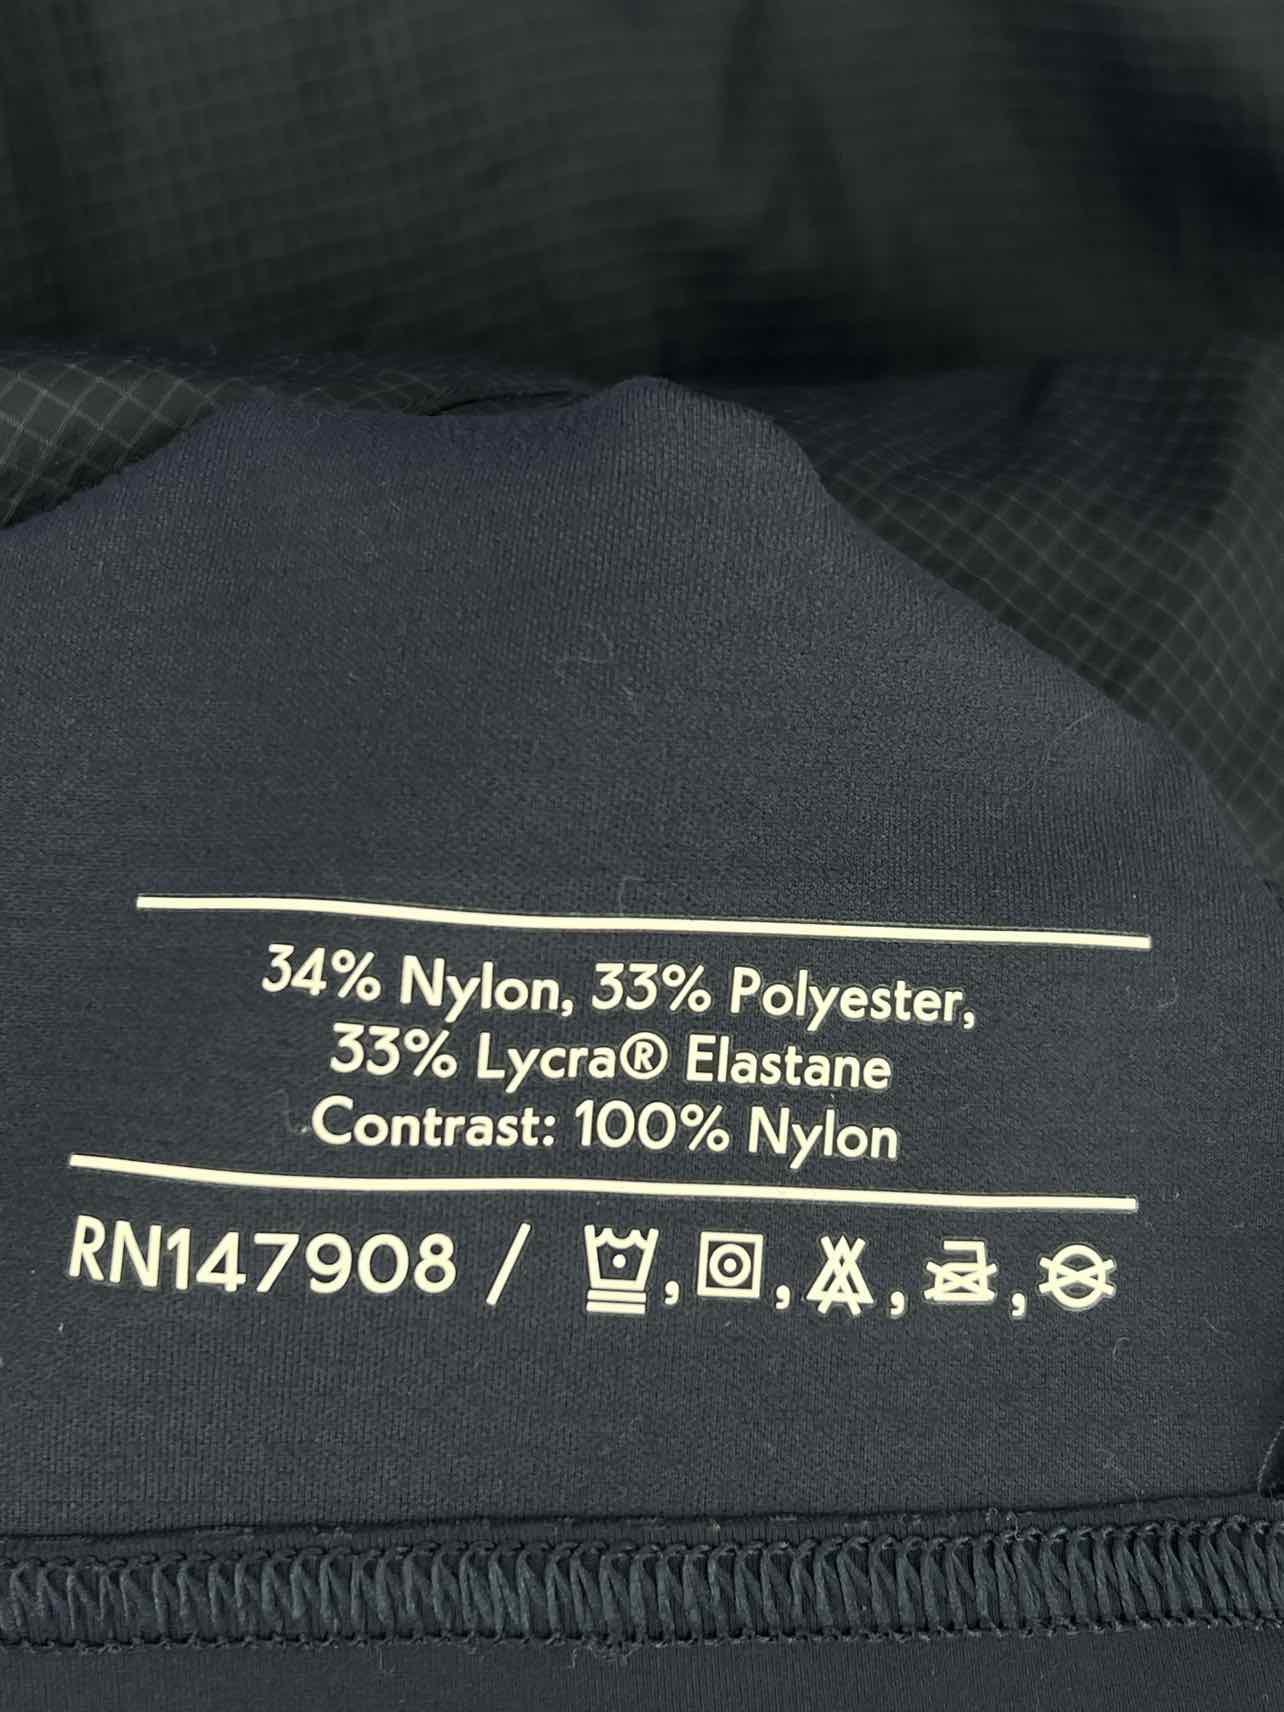 34% Nylon, 33% Polyester,
33% Lycra® Elastane
Contrast: 100% Nylon
RN147908 / , , , ,